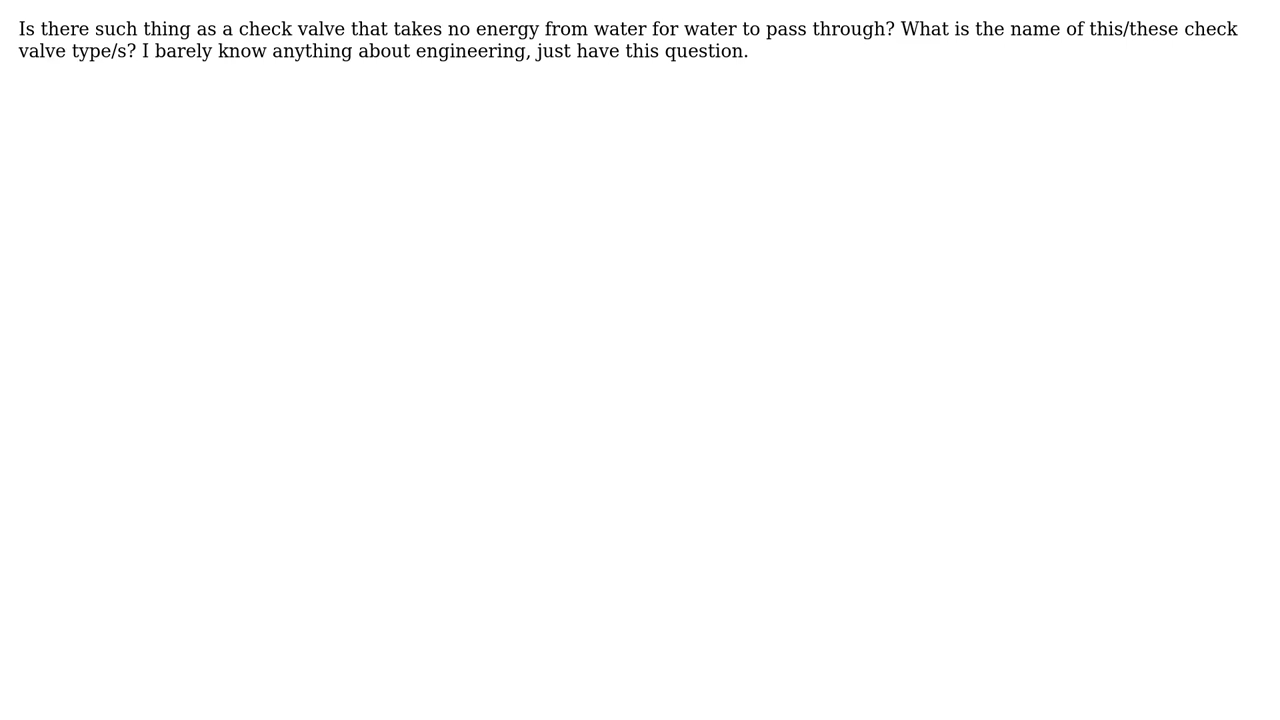 Is there such thing as a check valve that takes no energy from water for water to pass through? What is the name of this/these check
valve type/s? I barely know anything about engineering, just have this question.